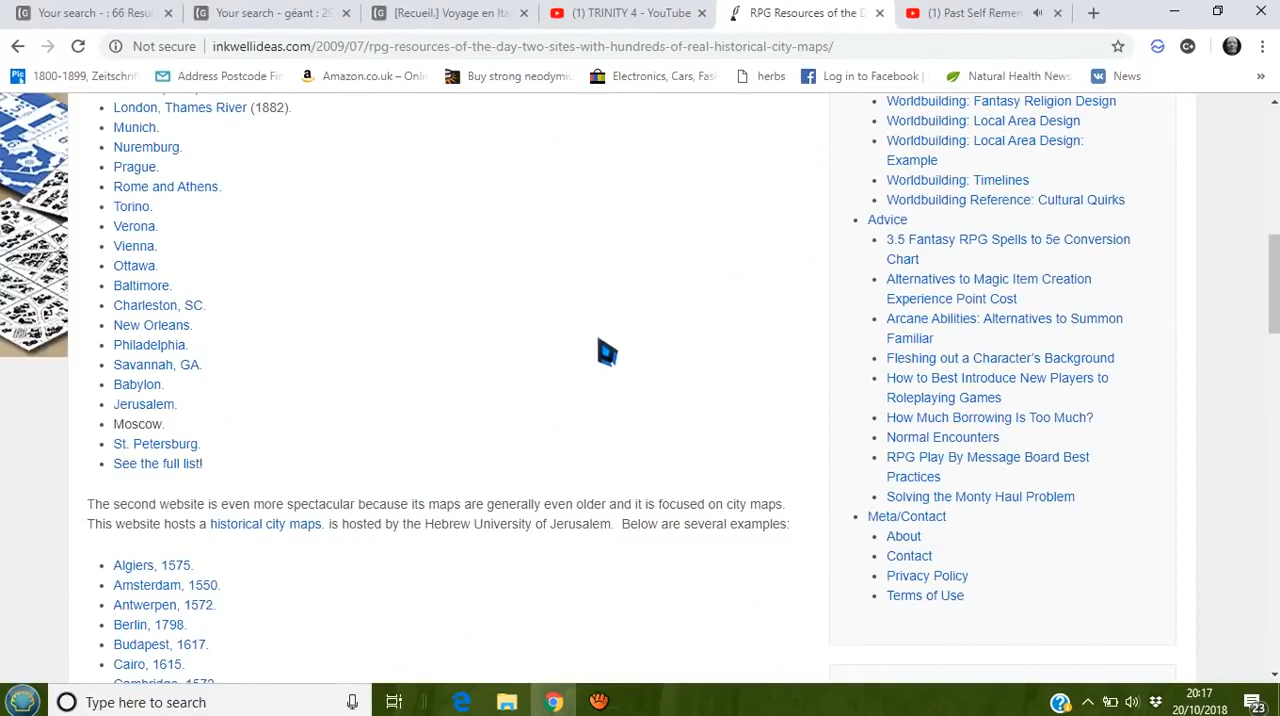 Your search - : 66 Resul
Your search - géant : 29
[Recueil.] Voyage en Ita
(1) TRINITY 4 - YouTube
RPG Resources of the D
(1) Past Self Remem
Not secure
inkwellideas.com/2009/07/rpg-resources-of-the-day-two-sites-with-hundreds-of-real-historical-city-maps/
1800-1899, Zeitschrif
Address Postcode Fin
Amazon.co.uk – Onli
Buy strong neodymiu
Electronics, Cars, Fash
herbs
Log in to Facebook
Natural Health News
News
London, Thames River (1882).
Munich.
Nuremburg.
Prague.
Rome and Athens.
Torino.
Verona.
Vienna.
Ottawa.
Baltimore.
Charleston, SC.
New Orleans.
Philadelphia.
Savannah, GA.
Babylon.
Jerusalem.
Moscow.
St. Petersburg.
See the full list!
The second website is even more spectacular because its maps are generally even older and it is focused on city maps.
This website hosts a historical city maps. is hosted by the Hebrew University of Jerusalem. Below are several examples:
Algiers, 1575.
Amsterdam, 1550.
Antwerpen, 1572.
Berlin, 1798.
Budapest, 1617.
Cairo, 1615.
Cambridge, 1572.
Worldbuilding: Fantasy Religion Design
Worldbuilding: Local Area Design
Worldbuilding: Local Area Design:
Example
Worldbuilding: Timelines
Worldbuilding Reference: Cultural Quirks
Advice
3.5 Fantasy RPG Spells to 5e Conversion
Chart
Alternatives to Magic Item Creation
Experience Point Cost
Arcane Abilities: Alternatives to Summon
Familiar
Fleshing out a Character's Background
How to Best Introduce New Players to
Roleplaying Games
How Much Borrowing Is Too Much?
Normal Encounters
RPG Play By Message Board Best
Practices
Solving the Monty Haul Problem
Meta/Contact
About
Contact
Privacy Policy
Terms of Use
Type here to search
20:17
20/10/2018
23